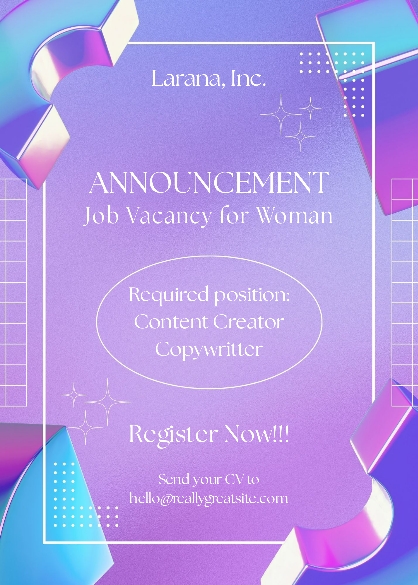 Larana, Inc.
ANNOUNCEMENT
Job Vacancy for Woman
Required position:
Content Creator
Copywritter
Register Now!!!
Send your CV to
hello@reallygreatsite.com